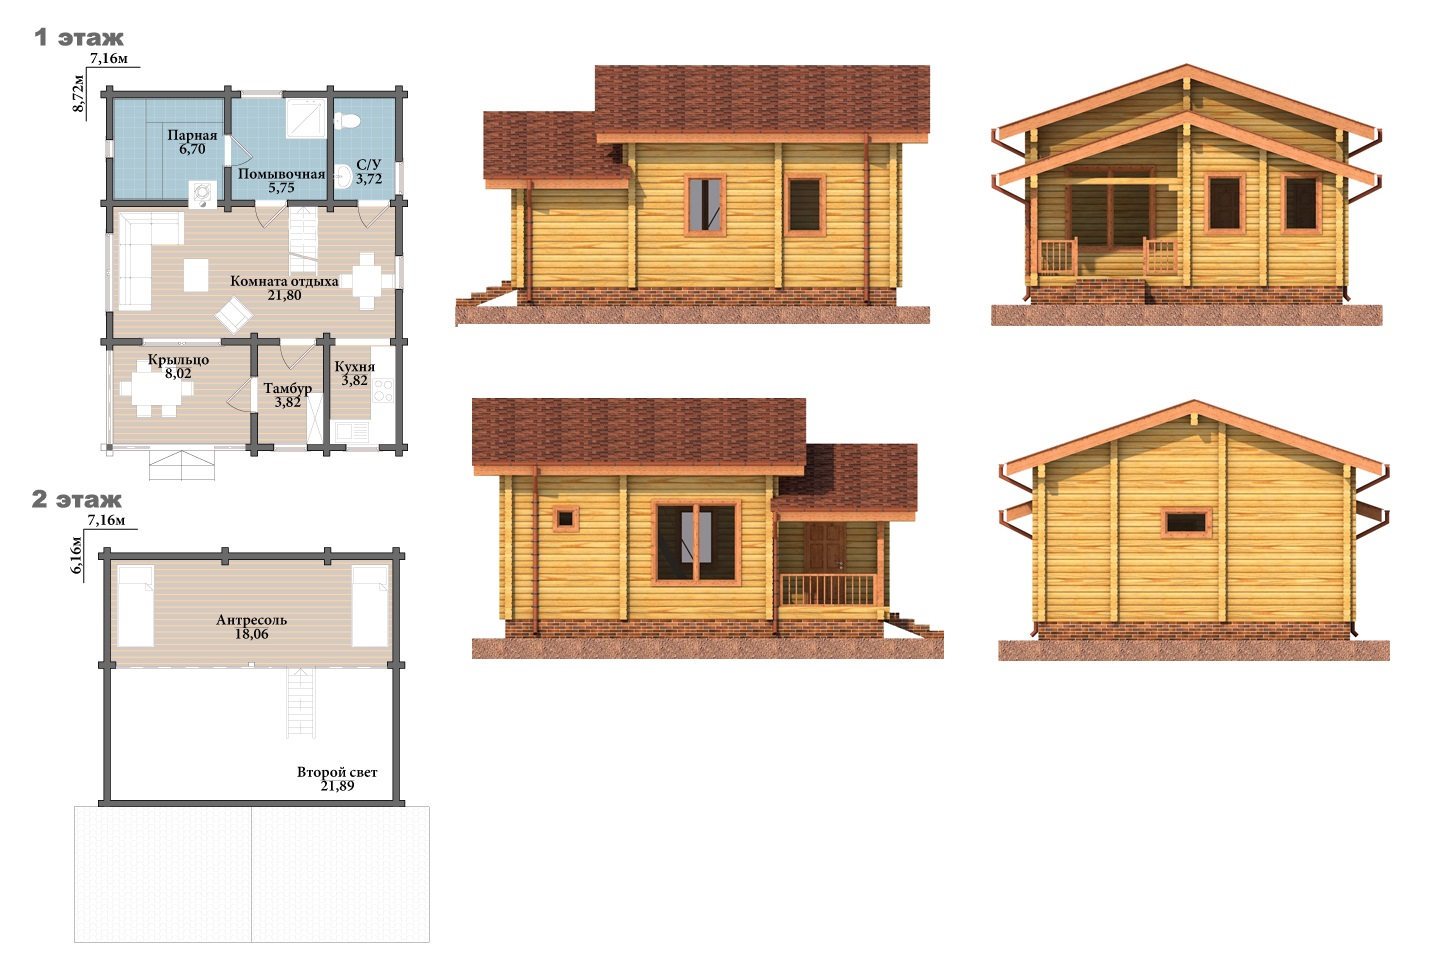 1 этаж
7,16м
8,72м
Парная
6,70
Помывочная
5,75
С/У
3,72
Комната отдыха
21,80
Крыльцо
8,02
Тамбур
3,82
Кухня
3,82
2 этаж
7,16м
6,16м
Антресоль
18,06
Второй свет
21,89